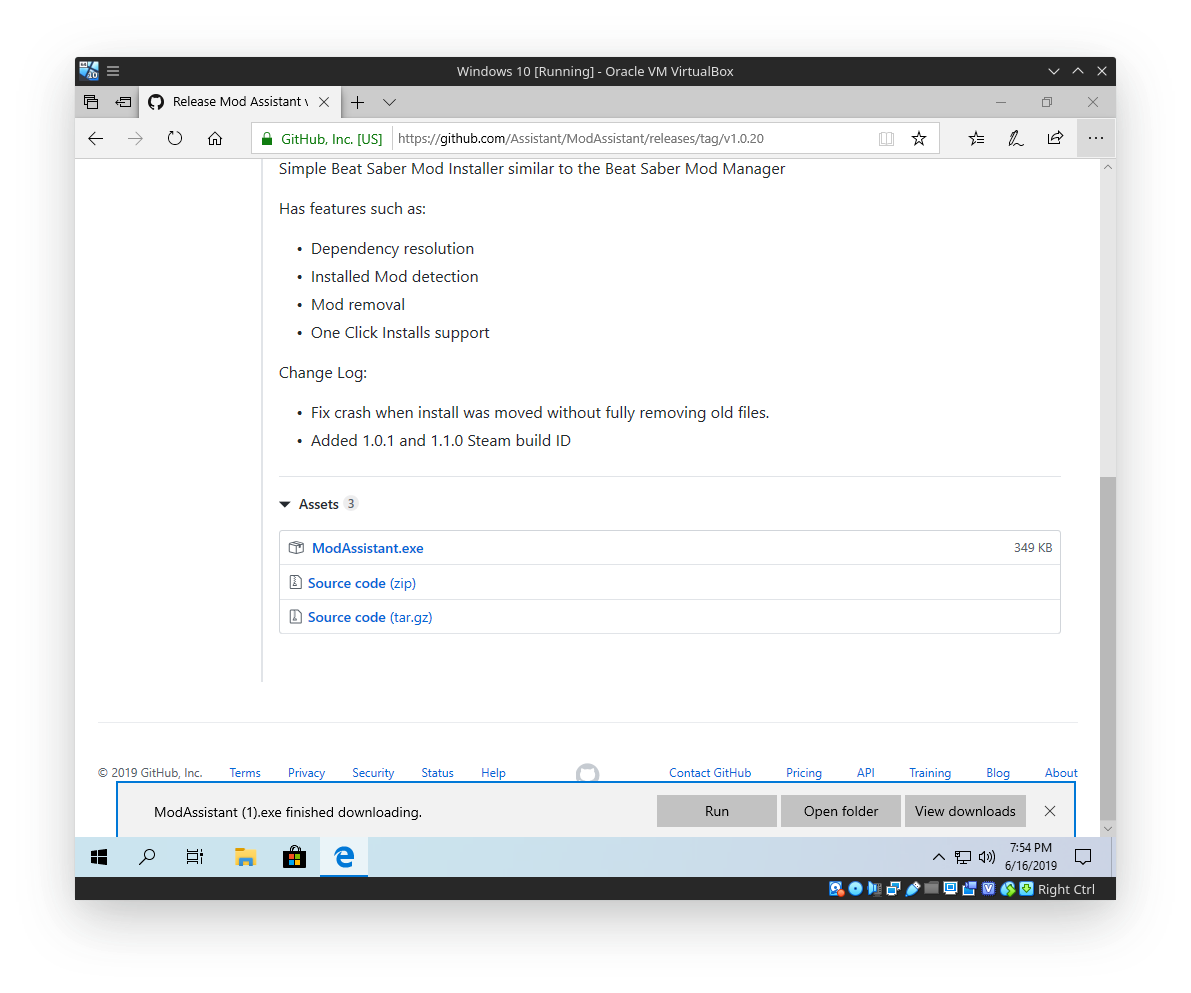 Windows 10 [Running] - Oracle VM VirtualBox
Release Mod Assistant v
GitHub, Inc. [US] https://github.com/Assistant/ModAssistant/releases/tag/v1.0.20
Simple Beat Saber Mod Installer similar to the Beat Saber Mod Manager
Has features such as:
• Dependency resolution
• Installed Mod detection
• Mod removal
• One Click Installs support
Change Log:
• Fix crash when install was moved without fully removing old files.
• Added 1.0.1 and 1.1.0 Steam build ID
Assets 3
ModAssistant.exe 349 KB
Source code (zip)
Source code (tar.gz)
© 2019 GitHub, Inc. Terms Privacy Security Status Help Contact GitHub Pricing API Training Blog About
ModAssistant (1).exe finished downloading. Run Open folder View downloads
7:54 PM
6/16/2019
Right Ctrl